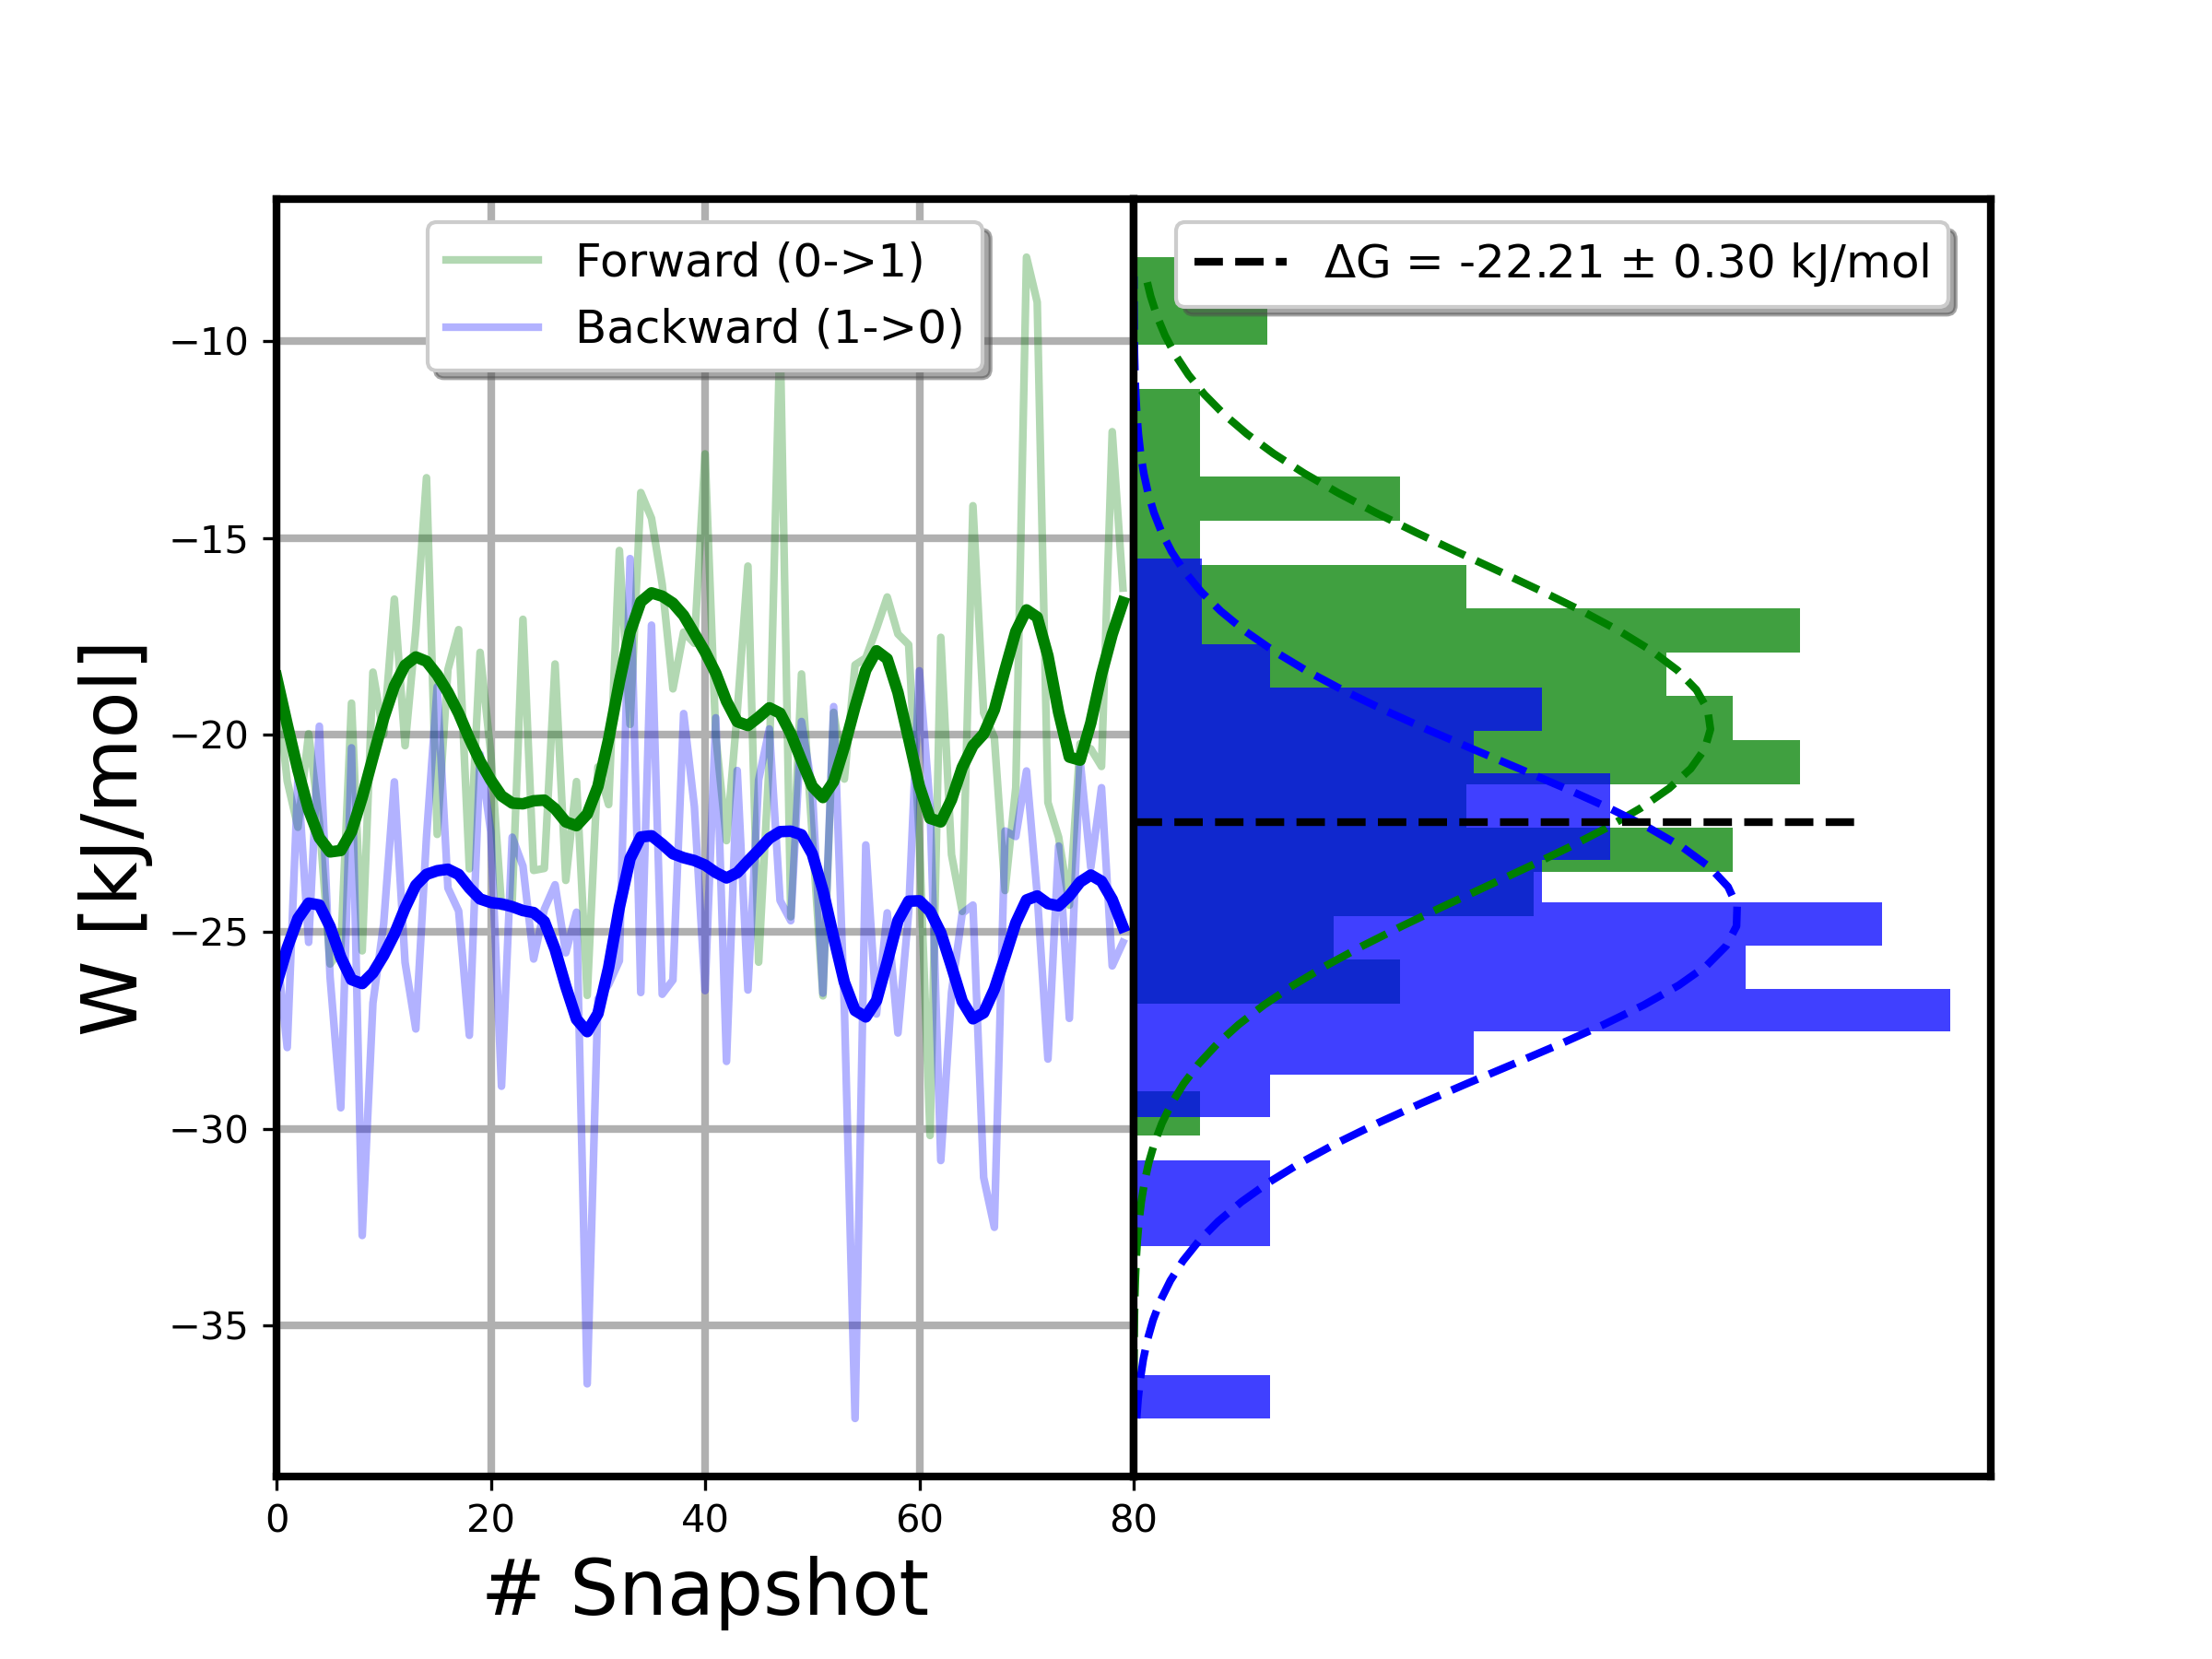 Forward (0->1)
Backward (1->0)
ΔG = -22.21 ± 0.30 kJ/mol
W [kJ/mol]
−10
−15
−20
−25
−30
−35
0 20 40 60 80
# Snapshot